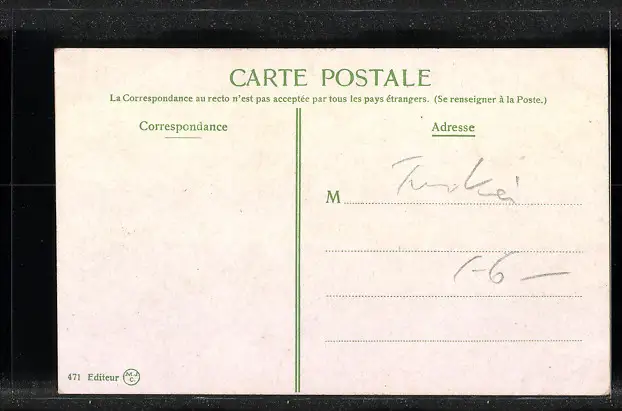 CARTE POSTALE
La Correspondance au recto n'est pas acceptée par tous les pays étrangers. (Se renseigner à la Poste.)
Correspondance
Adresse
M
1-6 —
471 Editeur M.J.C.